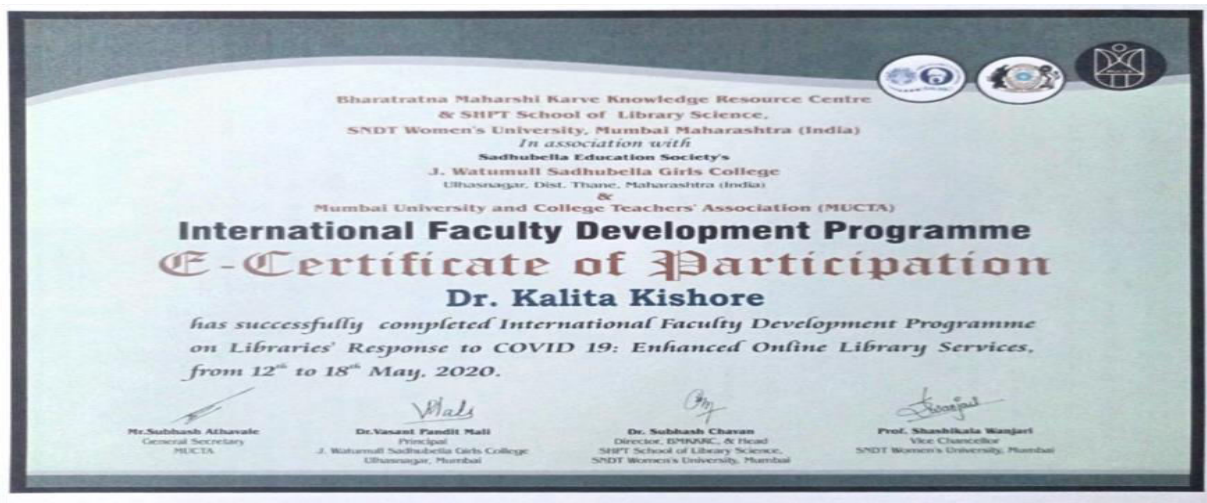 Bharatratna Maharshi Karve Knowledge Resource Centre
& SHPT School of Library Science,
SNDT Women's University, Mumbai Maharashtra (India)
In association with
Sadhubella Education Society's
J. Watumull Sadhubella Girls College
Ulhasnagar, Dist. Thane, Maharashtra (India)
&
Mumbai University and College Teachers' Association (MUCTA)
International Faculty Development Programme
E-Certificate of Participation
Dr. Kalita Kishore
has successfully completed International Faculty Development Programme
on Libraries' Response to COVID 19: Enhanced Online Library Services,
from 12th to 18th May, 2020.
Mr.Subhash Athavale
General Secretary
MUCTA
Dr.Vasant Pandit Mali
Principal
J. Watumull Sadhubella Girls College
Ulhasnagar, Mumbai
Dr. Subhash Chavan
Director, BMKKRC, & Head
SHPT School of Library Science,
SNDT Women's University, Mumbai
Prof. Shashikala Wanjari
Vice Chancellor
SNDT Women's University, Mumbai